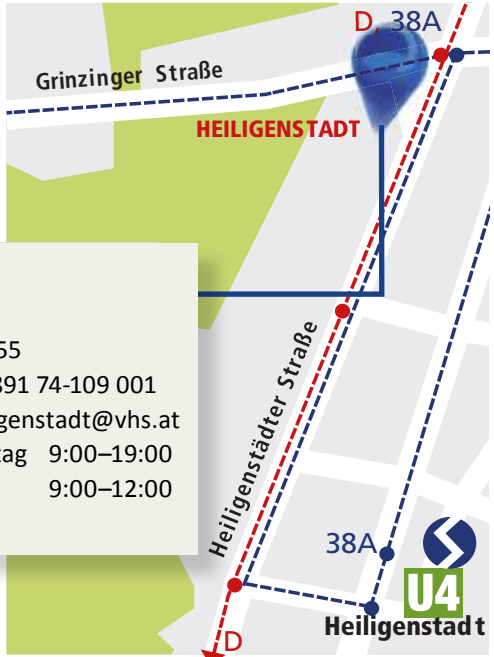 D, 38A
Grinzinger Straße
HEILIGENSTADT
55
891 74-109 001
genstadt@vhs.at
tag 9:00–19:00
9:00–12:00
Heiligenstädter Straße
38A
U4
Heiligenstadt
D